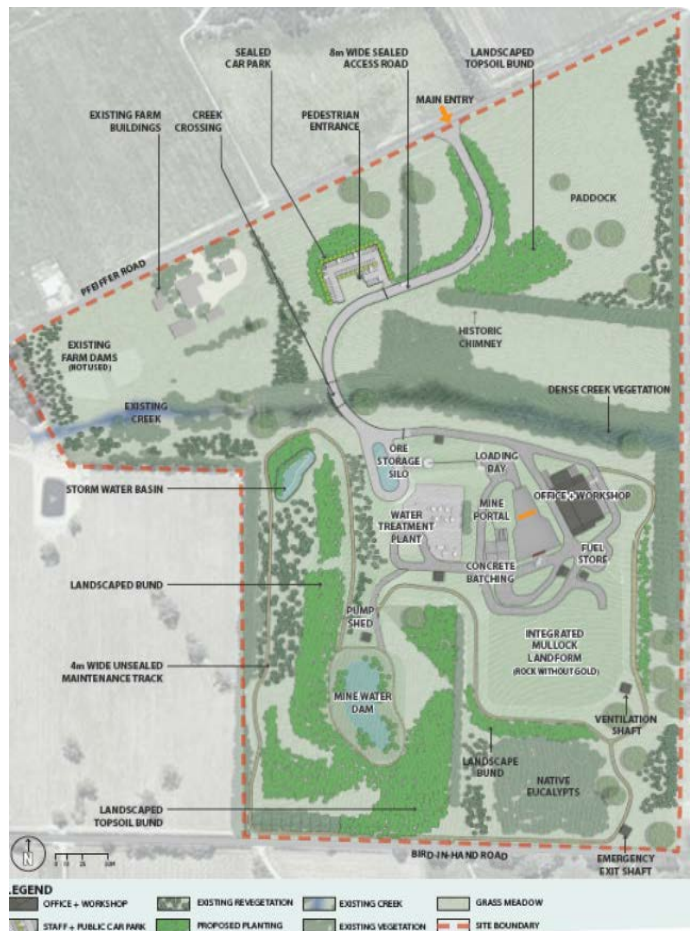 SEALED
CAR PARK
8m WIDE SEALED
ACCESS ROAD
LANDSCAPED
TOPSOIL BUND
MAIN ENTRY
EXISTING FARM
BUILDINGS
CREEK
CROSSING
PEDESTRIAN
ENTRANCE
PADDOCK
PFEIFFER ROAD
HISTORIC
CHIMNEY
EXISTING
FARM DAMS
(NOT USED)
DENSE CREEK VEGETATION
EXISTING
CREEK
ORE
STORAGE
SILO
LOADING
BAY
STORM WATER BASIN
OFFICE + WORKSHOP
MINE
PORTAL
WATER
TREATMENT
PLANT
FUEL
STORE
CONCRETE
BATCHING
LANDSCAPED BUND
PUMP
SHED
INTEGRATED
MULLOCK
LANDFORM
(ROCK WITHOUT GOLD)
4m WIDE UNSEALED
MAINTENANCE TRACK
MINE WATER
DAM
VENTILATION
SHAFT
LANDSCAPE
BUND
NATIVE
EUCALYPTS
LANDSCAPED
TOPSOIL BUND
N
BIRD-IN-HAND ROAD
EMERGENCY
EXIT SHAFT
LEGEND
OFFICE + WORKSHOP
EXISTING REVEGETATION
EXISTING CREEK
GRASS MEADOW
STAFF + PUBLIC CAR PARK
PROPOSED PLANTING
EXISTING VEGETATION
SITE BOUNDARY